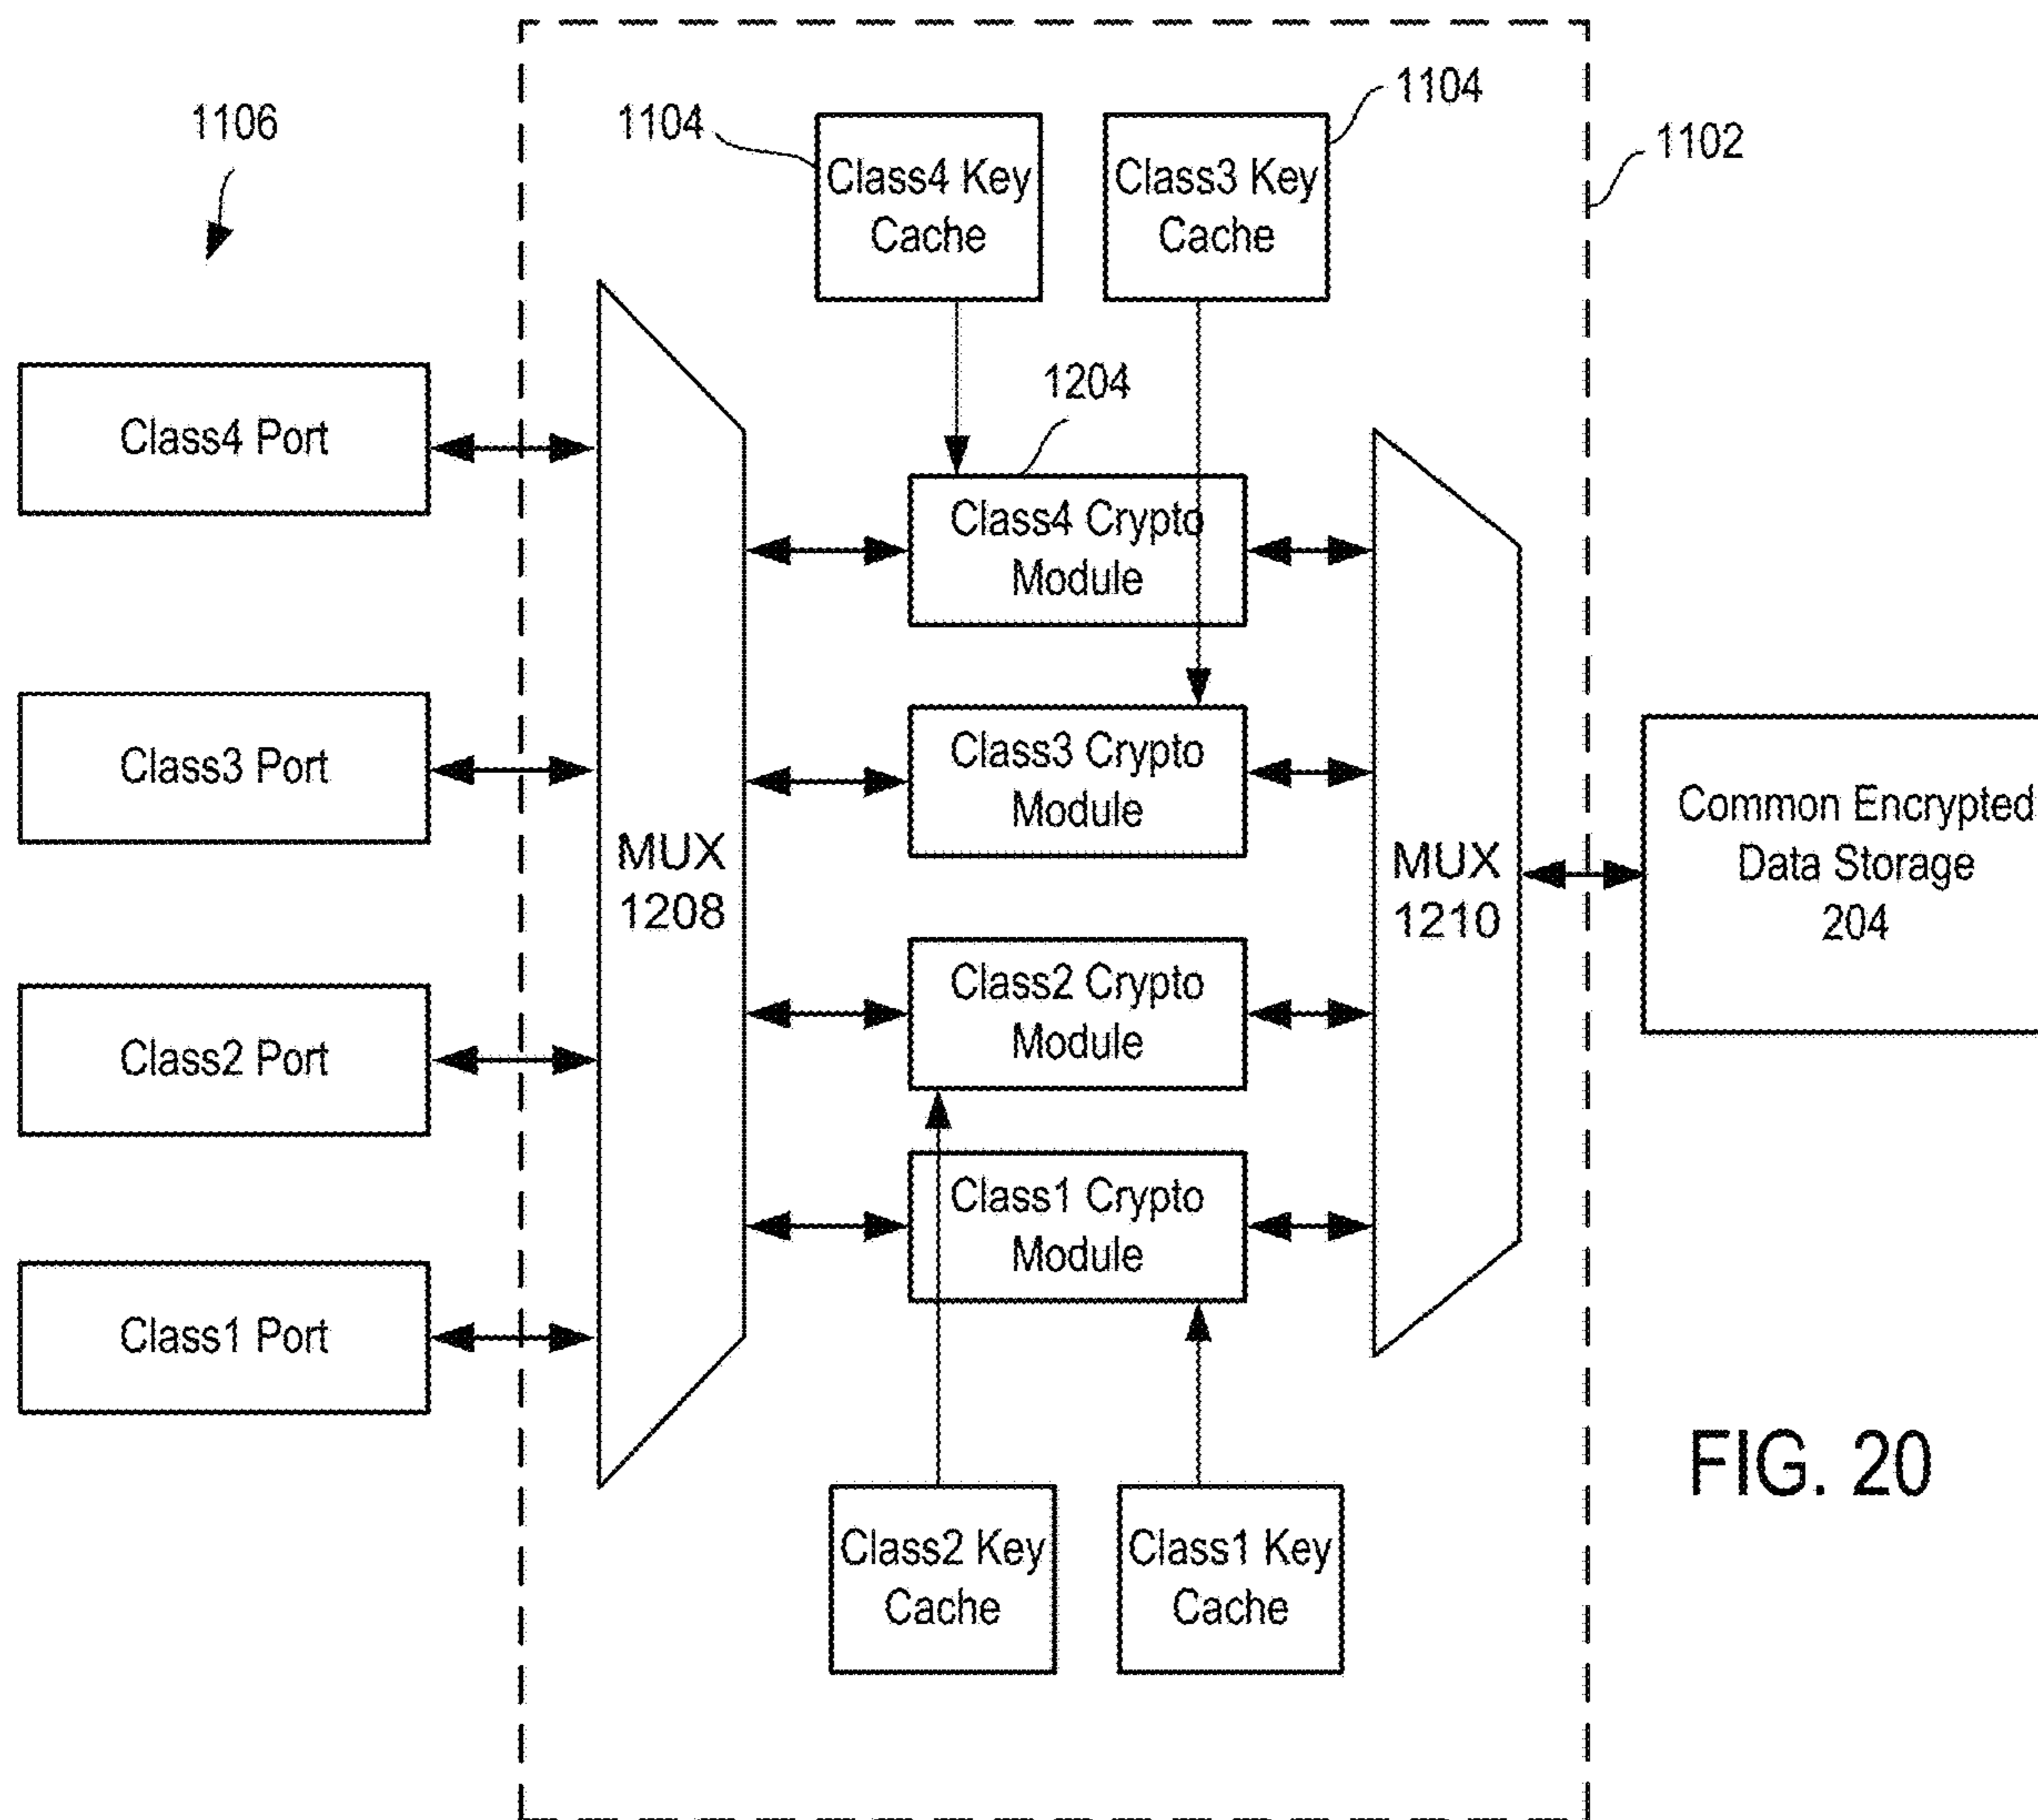 1106
1104
1104
1102
Class4 Key
Cache
Class3 Key
Cache
1204
Class4 Port
Class3 Port
Class2 Port
Class1 Port
MUX
1208
Class4 Crypto
Module
Class3 Crypto
Module
Class2 Crypto
Module
Class1 Crypto
Module
MUX
1210
Common Encrypted
Data Storage
204
Class2 Key
Cache
Class1 Key
Cache
FIG. 20